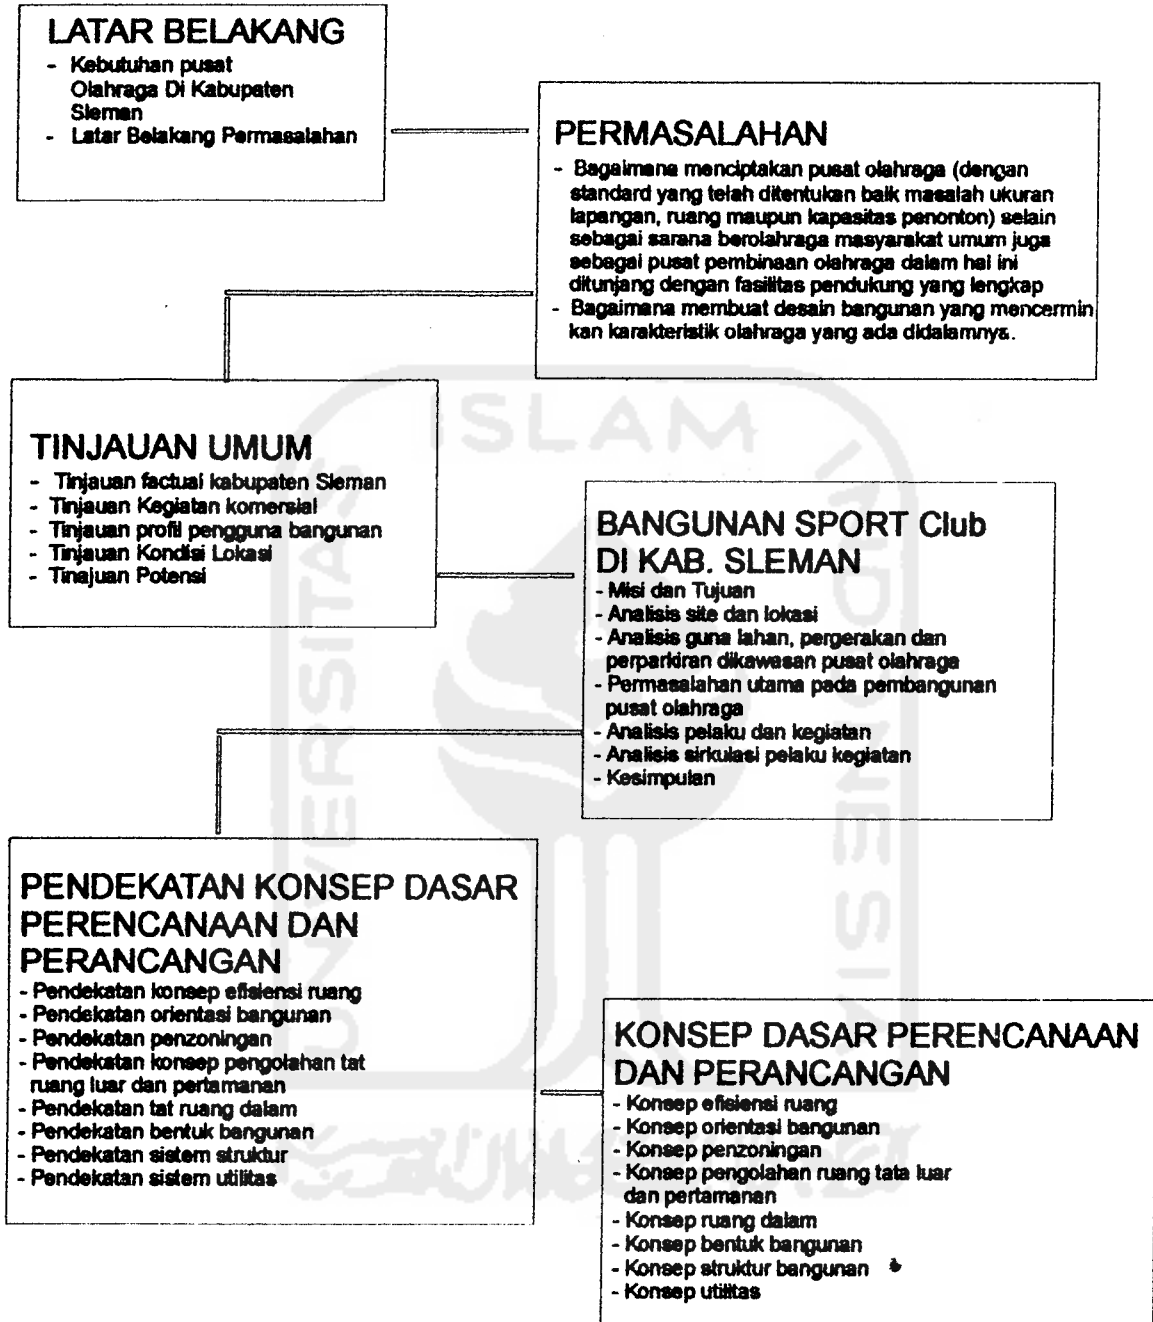 LATAR BELAKANG
- Kebutuhan pusat
Olahraga Di Kabupaten
Sleman
- Latar Belakang Permasalahan
PERMASALAHAN
- Bagaimana menciptakan pusat olahraga (dengan
standard yang telah ditentukan baik masalah ukuran
lapangan, ruang maupun kapasitas penonton) selain
sebagai sarana berolahraga masyarakat umum juga
sebagai pusat pembinaan olahraga dalam hal ini
ditunjang dengan fasilitas pendukung yang lengkap
- Bagaimana membuat desain bangunan yang mencermin
kan karakteristik olahraga yang ada didalamnya.
TINJAUAN UMUM
- Tinjauan factual kabupaten Sleman
- Tinjauan Kegiatan komersial
- Tinjauan profil pengguna bangunan
- Tinjauan Kondisi Lokasi
- Tinajuan Potensi
BANGUNAN SPORT Club
DI KAB. SLEMAN
- Misi dan Tujuan
- Analisis site dan lokasi
- Analisis guna lahan, pergerakan dan
perparkiran dikawasan pusat olahraga
- Permasalahan utama pada pembangunan
pusat olahraga
- Analisis pelaku dan kegiatan
- Analisis sirkulasi pelaku kegiatan
- Kesimpulan
PENDEKATAN KONSEP DASAR
PERENCANAAN DAN
PERANCANGAN
- Pendekatan konsep efisiensi ruang
- Pendekatan orientasi bangunan
- Pendekatan penzoningan
- Pendekatan konsep pengolahan tat
ruang luar dan pertamanan
- Pendekatan tat ruang dalam
- Pendekatan bentuk bangunan
- Pendekatan sistem struktur
- Pendekatan sistem utilitas
KONSEP DASAR PERENCANAAN
DAN PERANCANGAN
- Konsep efisiensi ruang
- Konsep orientasi bangunan
- Konsep penzoningan
- Konsep pengolahan ruang tata luar
dan pertamanan
- Konsep ruang dalam
- Konsep bentuk bangunan
- Konsep struktur bangunan
- Konsep utilitas
UNIVERSITAS
ISLAM
INDONESIA